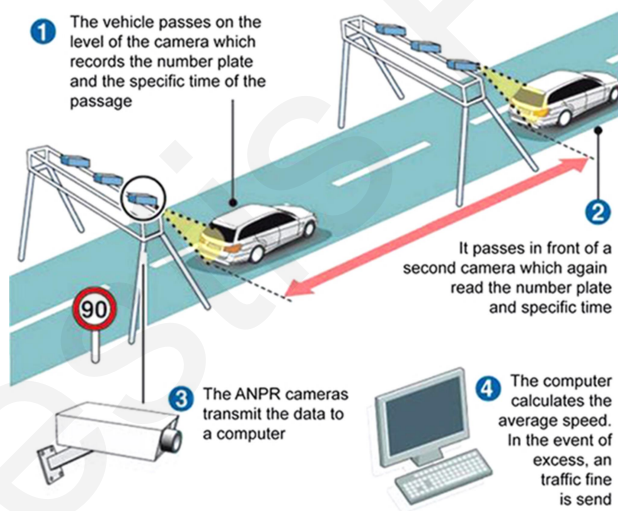 1
The vehicle passes on the
level of the camera which
records the number plate
and the specific time of the
passage
90
2
It passes in front of a
second camera which again
read the number plate
and specific time
3
The ANPR cameras
transmit the data to
a computer
4
The computer
calculates the
average speed.
In the event of
excess, an
traffic fine
is send